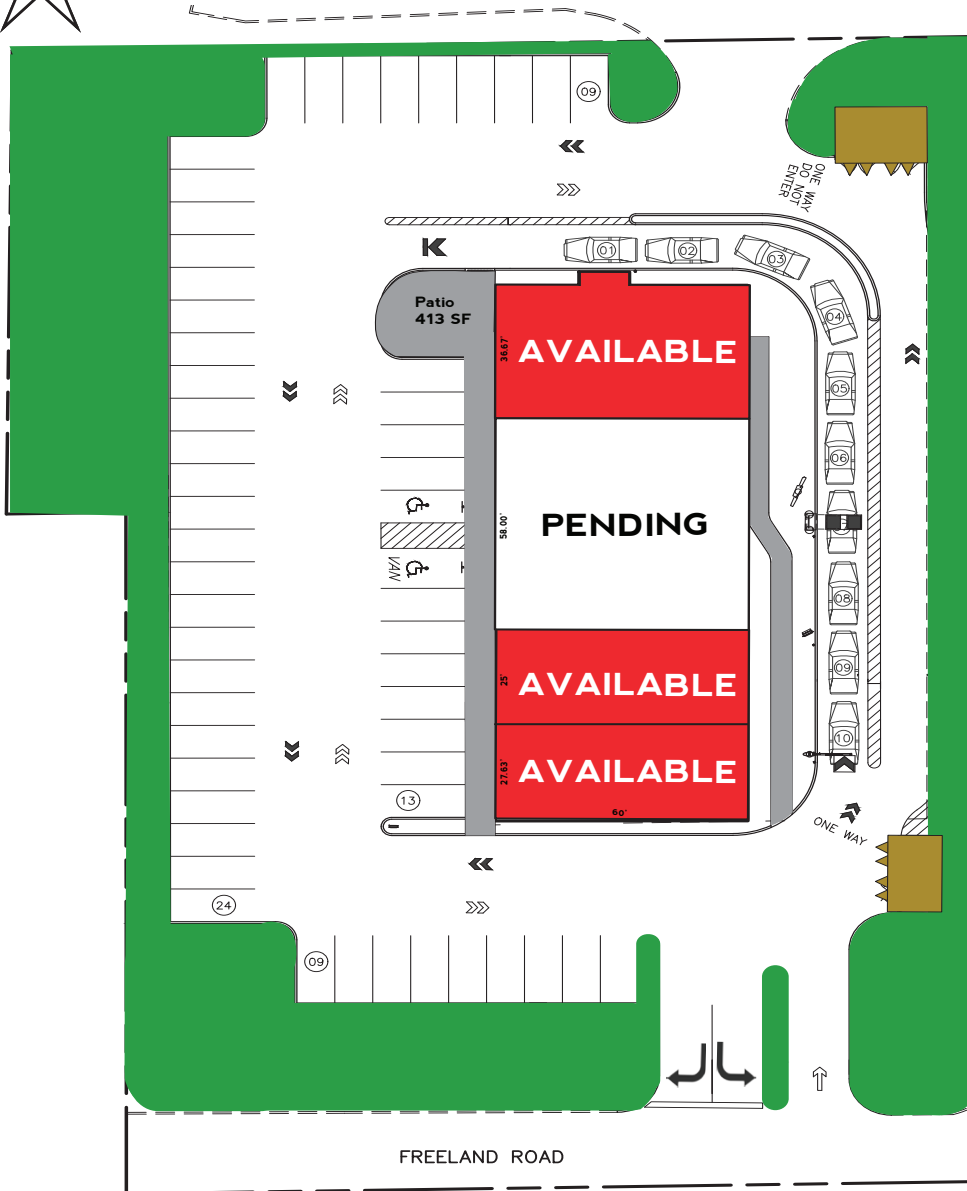 09
ONE WAY
DO NOT
ENTER
01
02
03
Patio
413 SF
04
36.67'
AVAILABLE
05
06
58.00'
PENDING
VAN
08
25'
AVAILABLE
09
10
27.63'
AVAILABLE
13
60'
ONE WAY
24
09
FREELAND ROAD